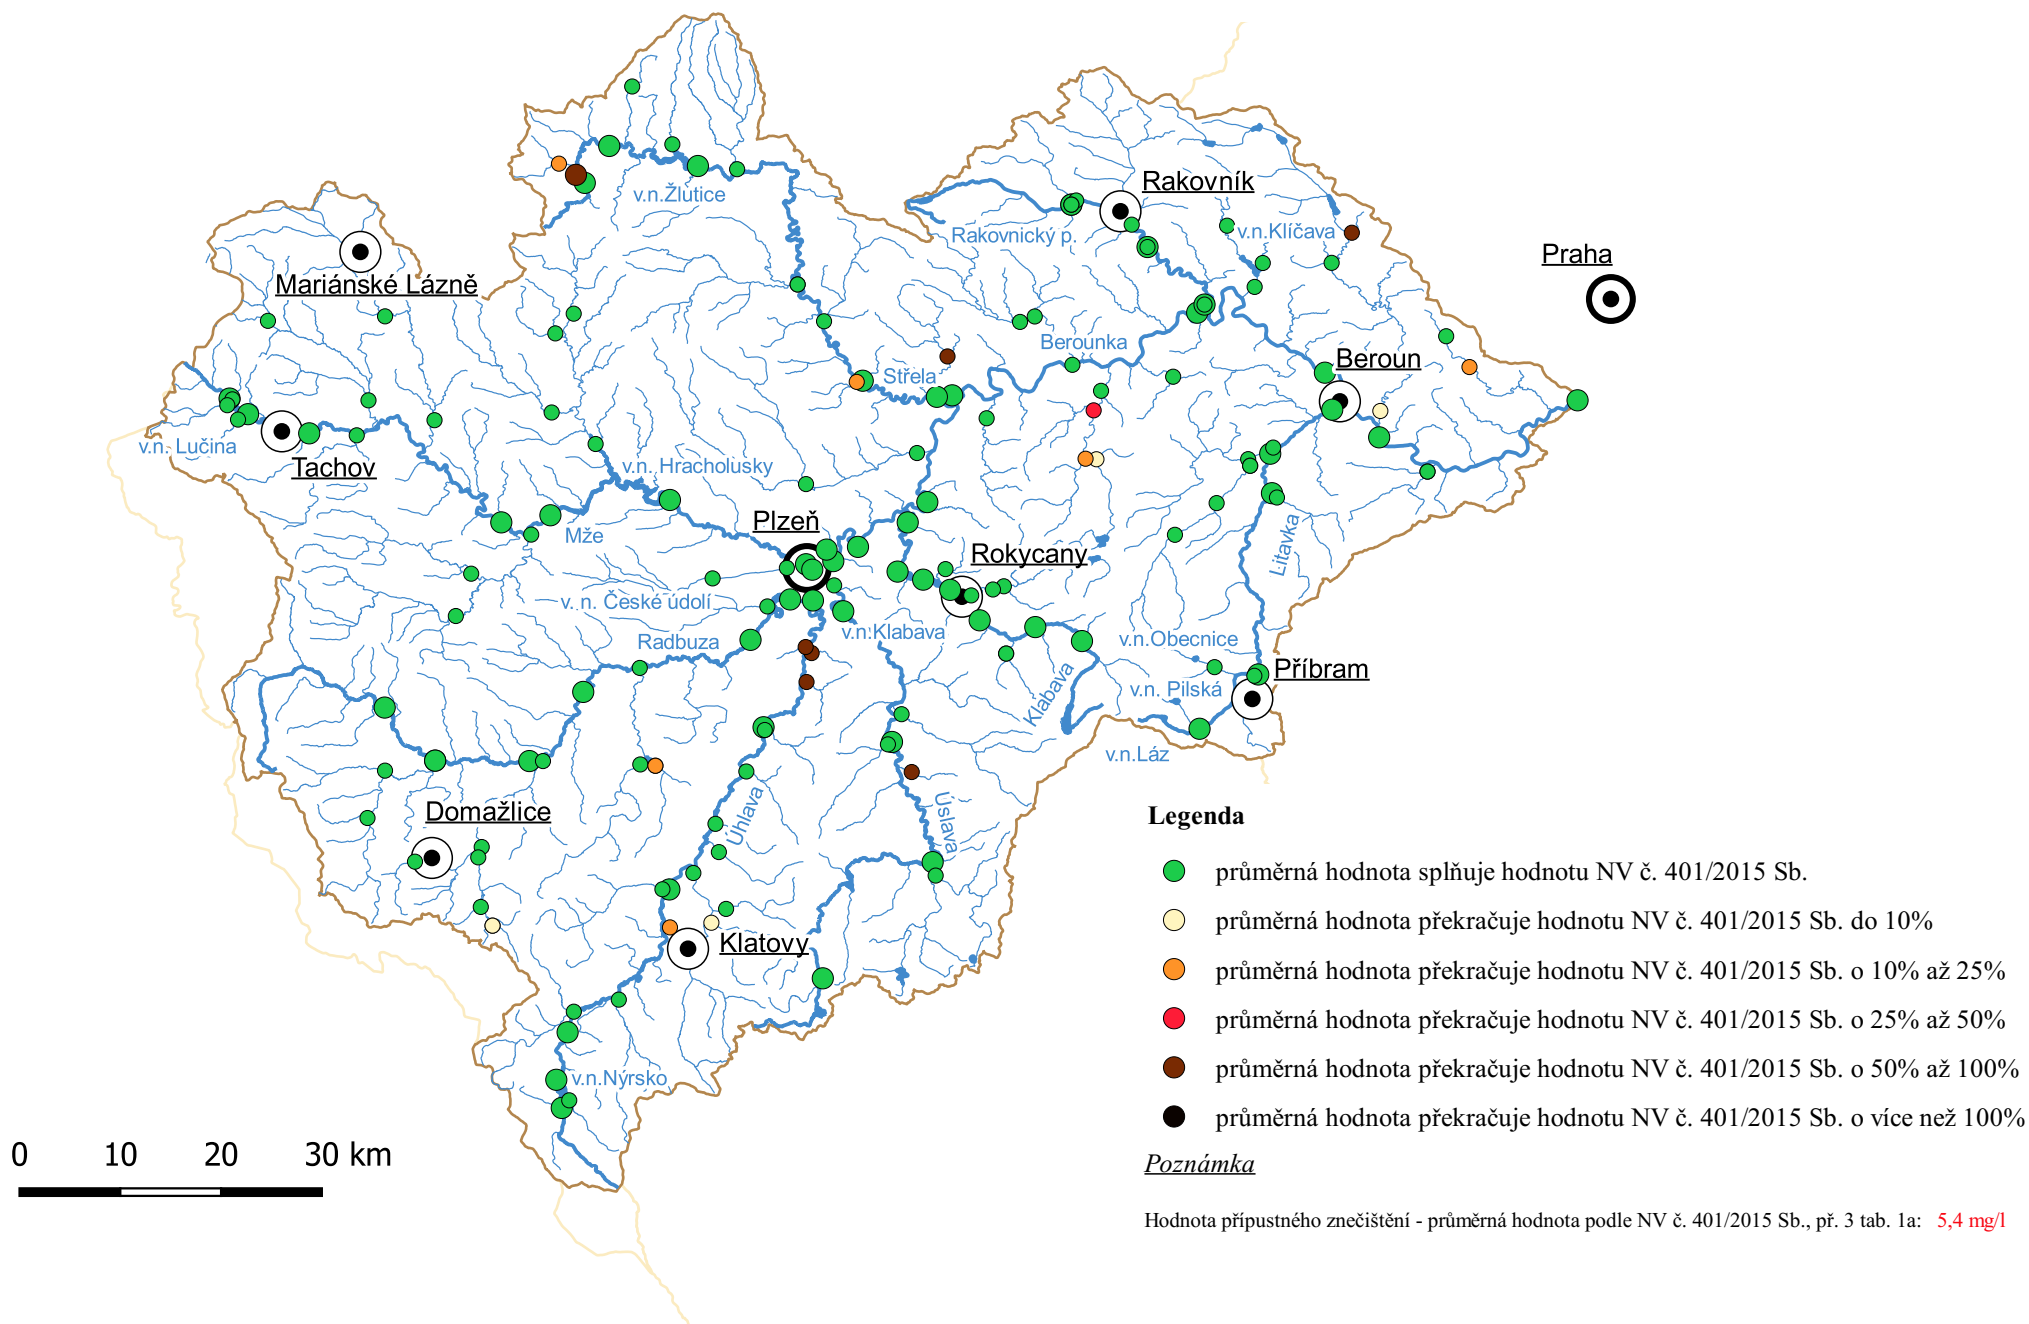 Rakovník
v.n.Žlutice
Rakovnický p.
v.n.Klíčava
Praha
Mariánské Lázně
Berounka
Beroun
Střela
v.n. Lučina
Tachov
v.n. Hracholusky
Plzeň
Mže
Rokycany
Litavka
v. n. České údolí
Radbuza
v.n.Klabava
v.n.Obecnice
Příbram
v.n. Pilská
Klabava
v.n.Láz
Domažlice
Úhlava
Úslava
Klatovy
v.n.Nýrsko
0 10 20 30 km
Legenda
průměrná hodnota splňuje hodnotu NV č. 401/2015 Sb.
průměrná hodnota překračuje hodnotu NV č. 401/2015 Sb. do 10%
průměrná hodnota překračuje hodnotu NV č. 401/2015 Sb. o 10% až 25%
průměrná hodnota překračuje hodnotu NV č. 401/2015 Sb. o 25% až 50%
průměrná hodnota překračuje hodnotu NV č. 401/2015 Sb. o 50% až 100%
průměrná hodnota překračuje hodnotu NV č. 401/2015 Sb. o více než 100%
Poznámka
Hodnota přípustného znečištění - průměrná hodnota podle NV č. 401/2015 Sb., př. 3 tab. 1a: 5,4 mg/l